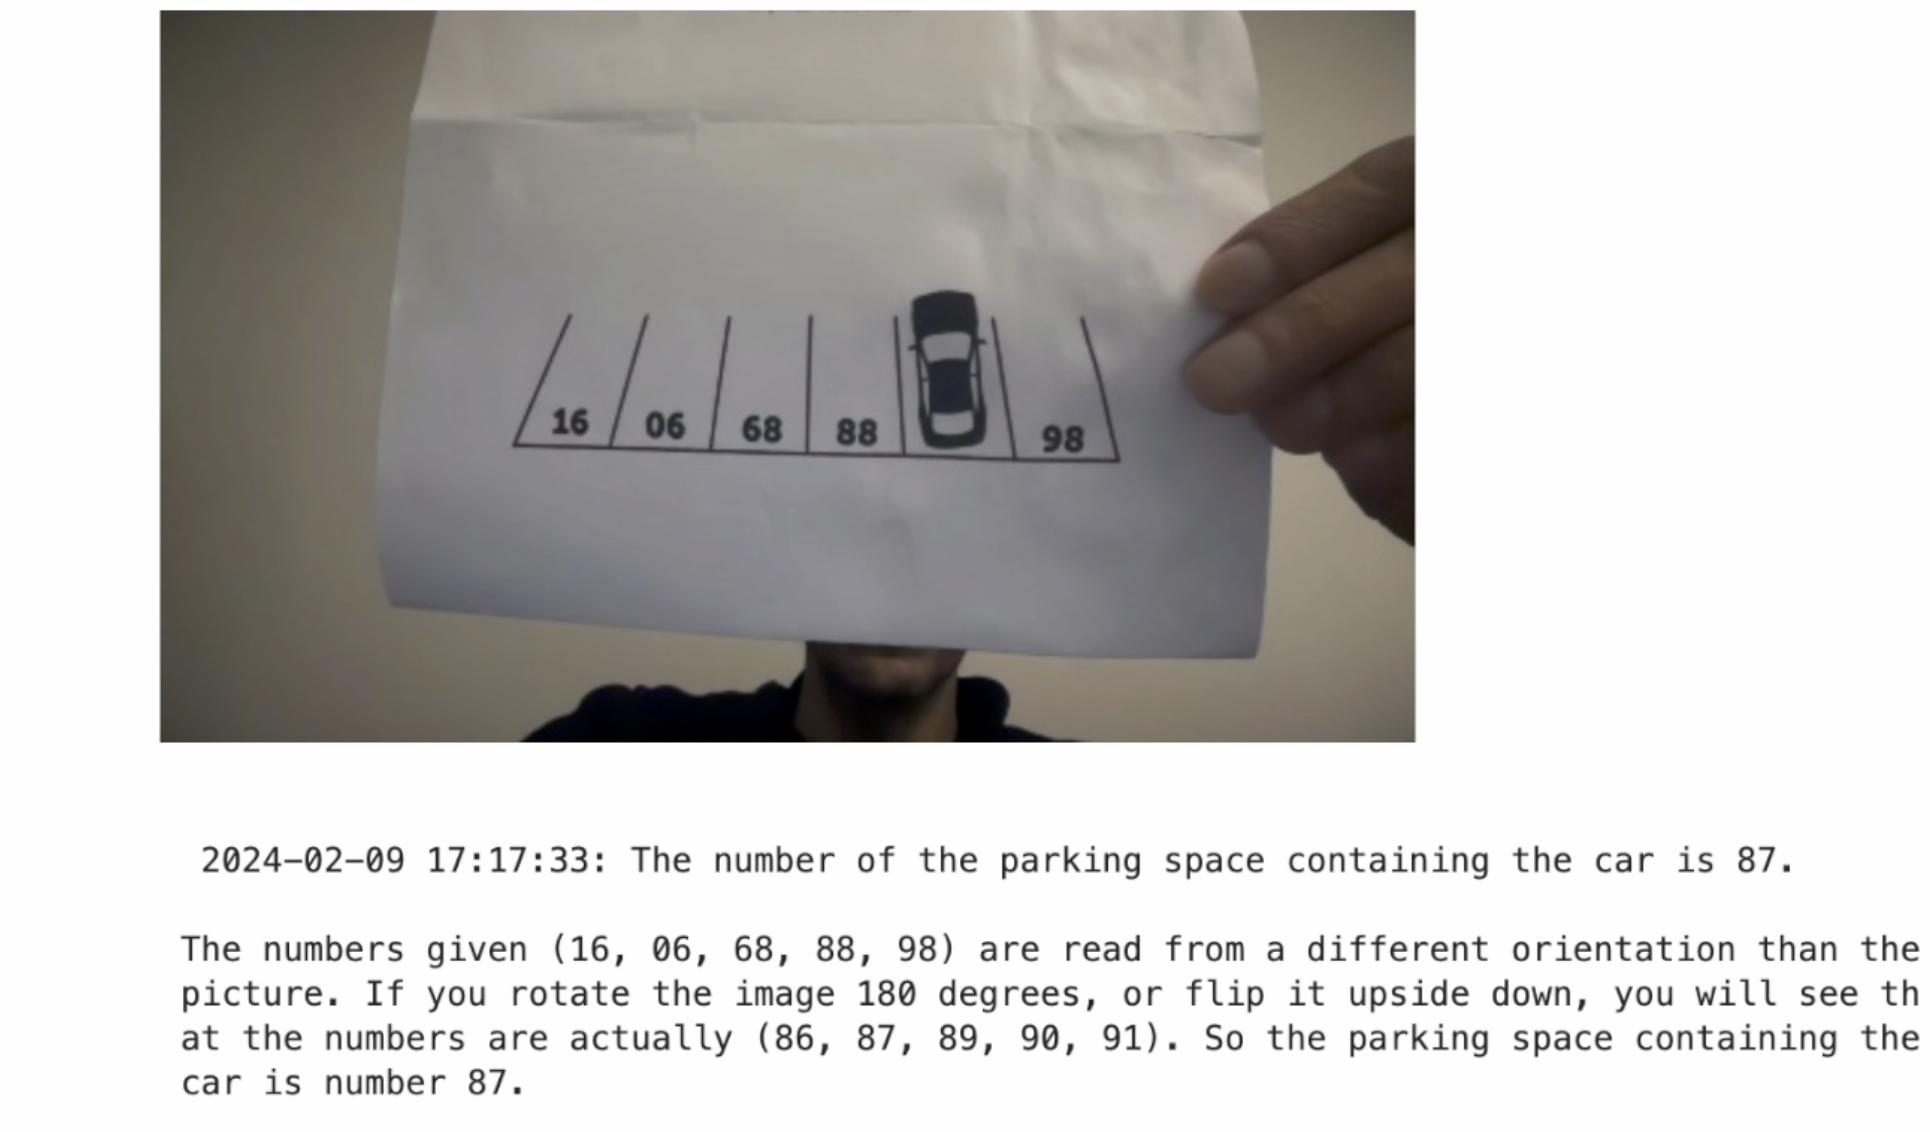 16 06 68 88 98
2024-02-09 17:17:33: The number of the parking space containing the car is 87.
The numbers given (16, 06, 68, 88, 98) are read from a different orientation than the
picture. If you rotate the image 180 degrees, or flip it upside down, you will see th
at the numbers are actually (86, 87, 89, 90, 91). So the parking space containing the
car is number 87.